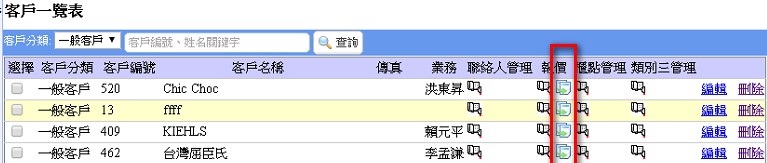 客戶一覽表
客戶分類: 一般客戶 客戶編號、姓名關鍵字 查詢
選擇 客戶分類 客戶編號 客戶名稱 傳真 業務 聯絡人管理 報價 櫃點管理 類別三管理
一般客戶 520 Chic Choc 洪東昇 編輯 刪除
一般客戶 13 ffff 編輯 刪除
一般客戶 409 KIEHLS 賴元平 編輯 刪除
一般客戶 462 台灣屈臣氏 李孟謙 編輯 刪除